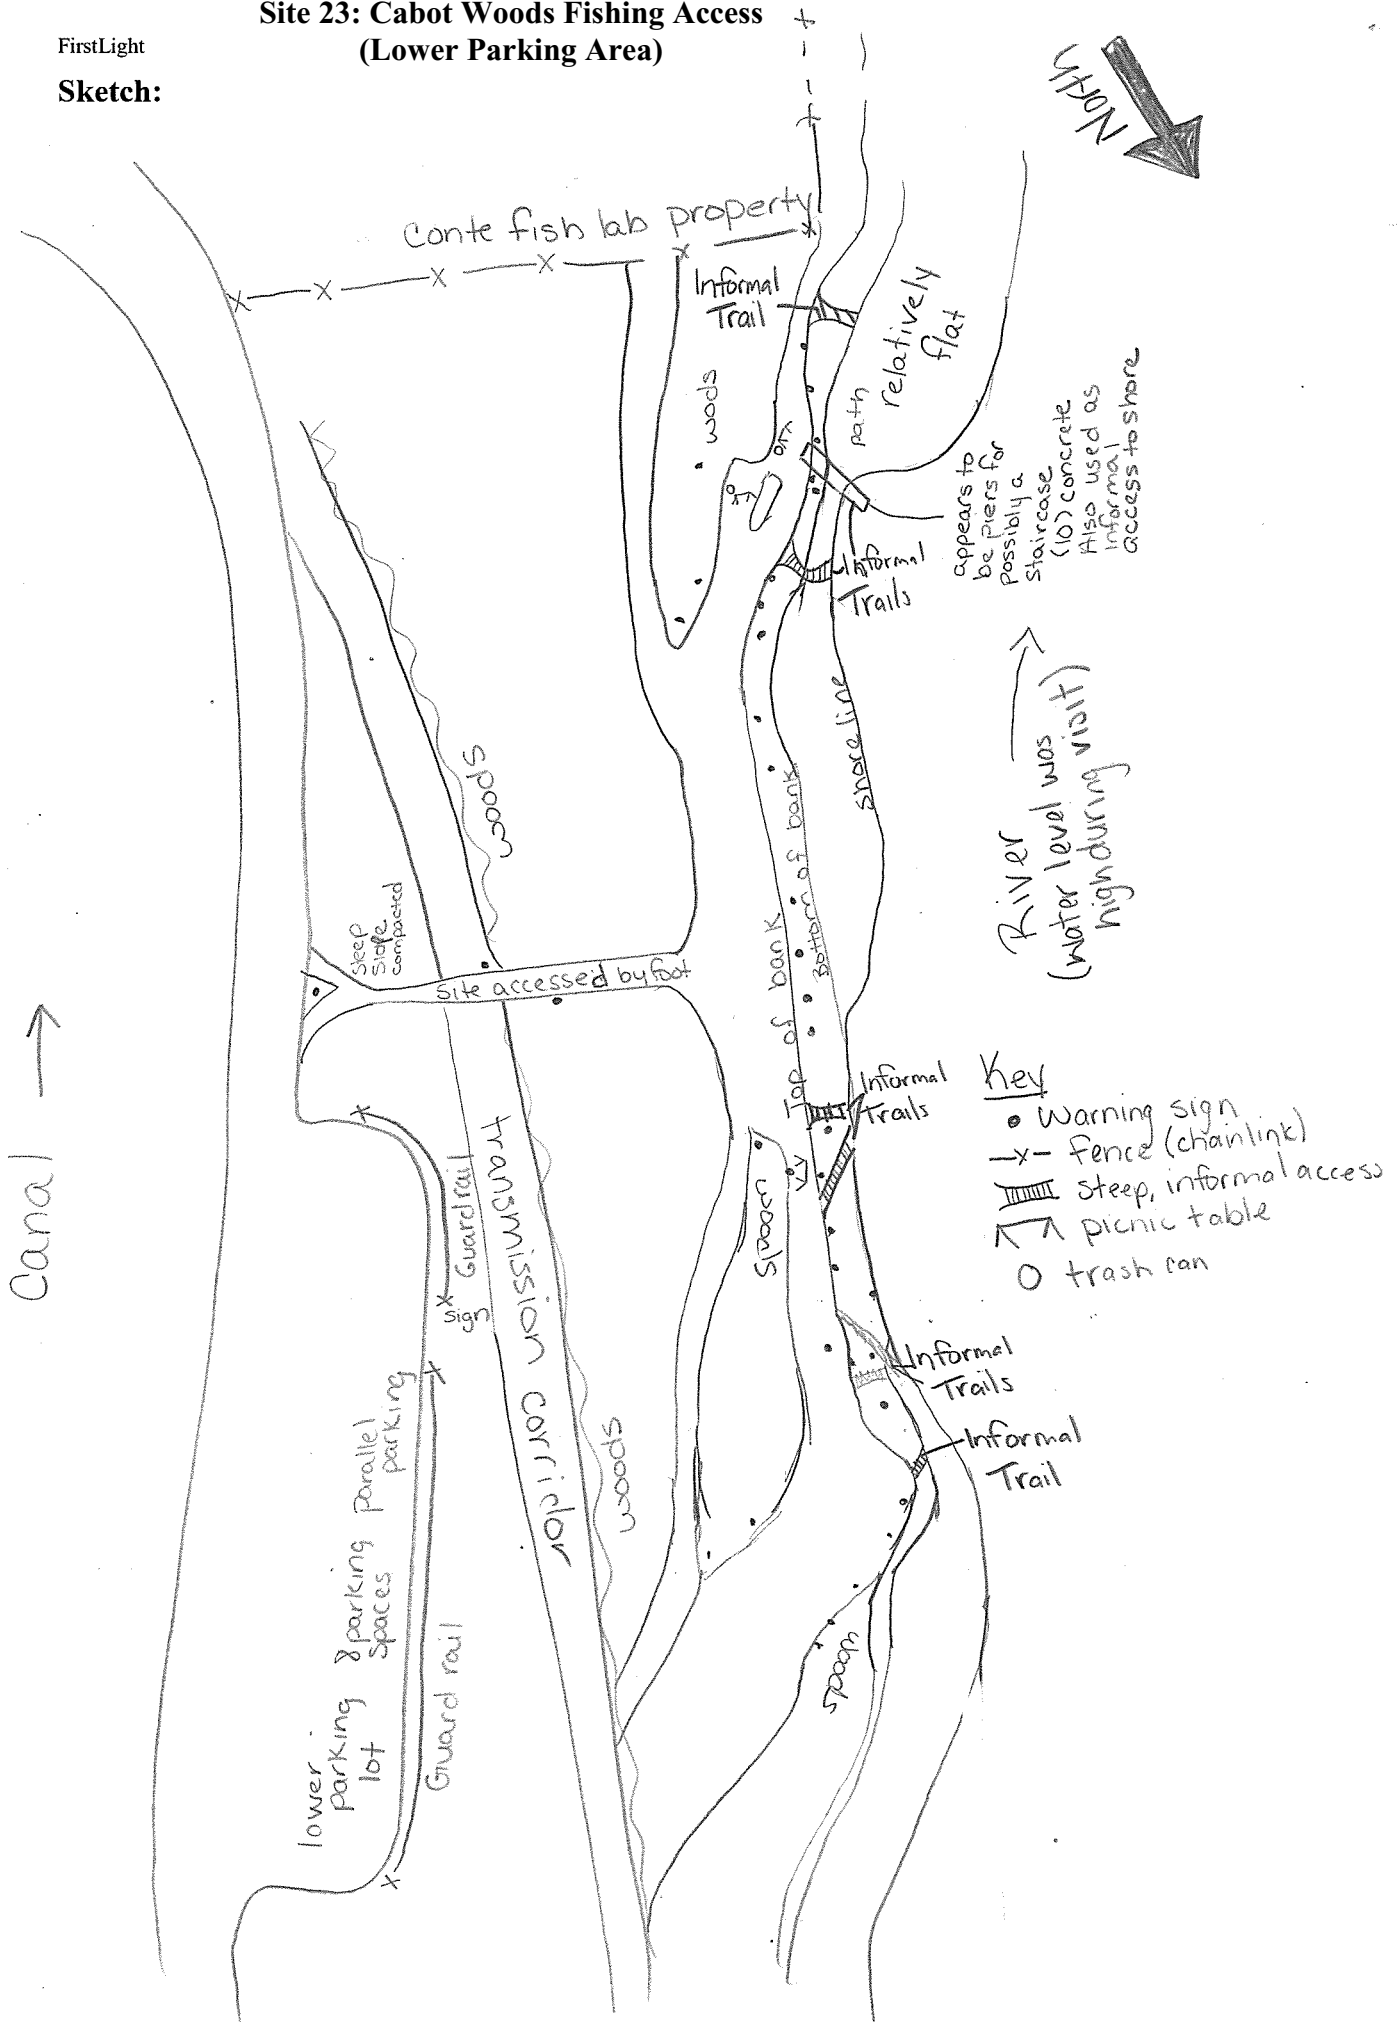 Site 23: Cabot Woods Fishing Access
(Lower Parking Area)
FirstLight
Sketch:
North
Conte fish lab property
Informal
Trail
relatively
flat
path
wods
appears to
be piers for
possibly a
staircase
(10) concrete
Also used as
informal
access to shore
Informal
Trails
shoreline
River
(Water level was
high during visit)
woods
Top of bank
Bottom of bank
Steep
Slope
compacted
Site accessed by foot
Canal
Informal
Trails
Key
Warning sign
-x- fence (chainlink)
steep, informal access
picnic table
trash can
Guardrail
Sign
transmission corridor
woods
woods
Informal
Trails
Informal
Trail
lower
parking
lot
8 parking
spaces
parallel
parking
Guard rail
woods